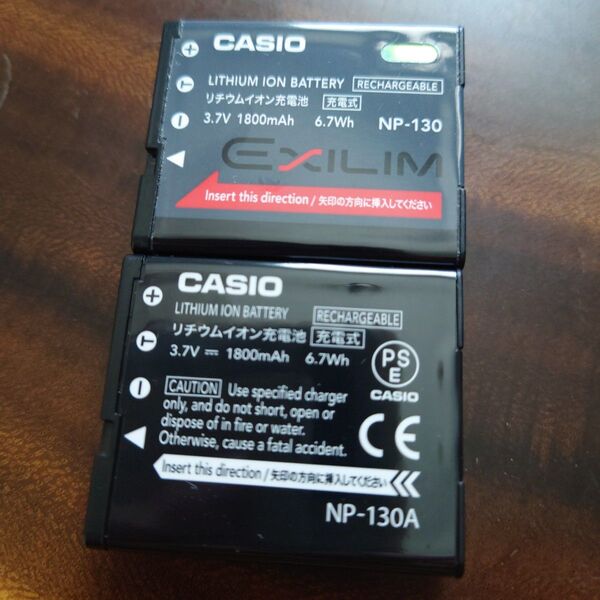 CASIO
LITHIUM ION BATTERY RECHARGEABLE
リチウムイオン充電池 充電式
3.7V 1800mAh 6.7Wh NP-130
EXILIM
Insert this direction / 矢印の方向に挿入してください
+
T
-
CASIO
LITHIUM ION BATTERY RECHARGEABLE
リチウムイオン充電池 充電式
3.7V ⎓ 1800mAh 6.7Wh
CAUTION Use specified charger
only, and do not short, open or
dispose of in fire or water.
Otherwise, cause a fatal accident.
PS
E
CASIO
CE
Insert this direction / 矢印の方向に挿入してください
NP-130A
+
T
-